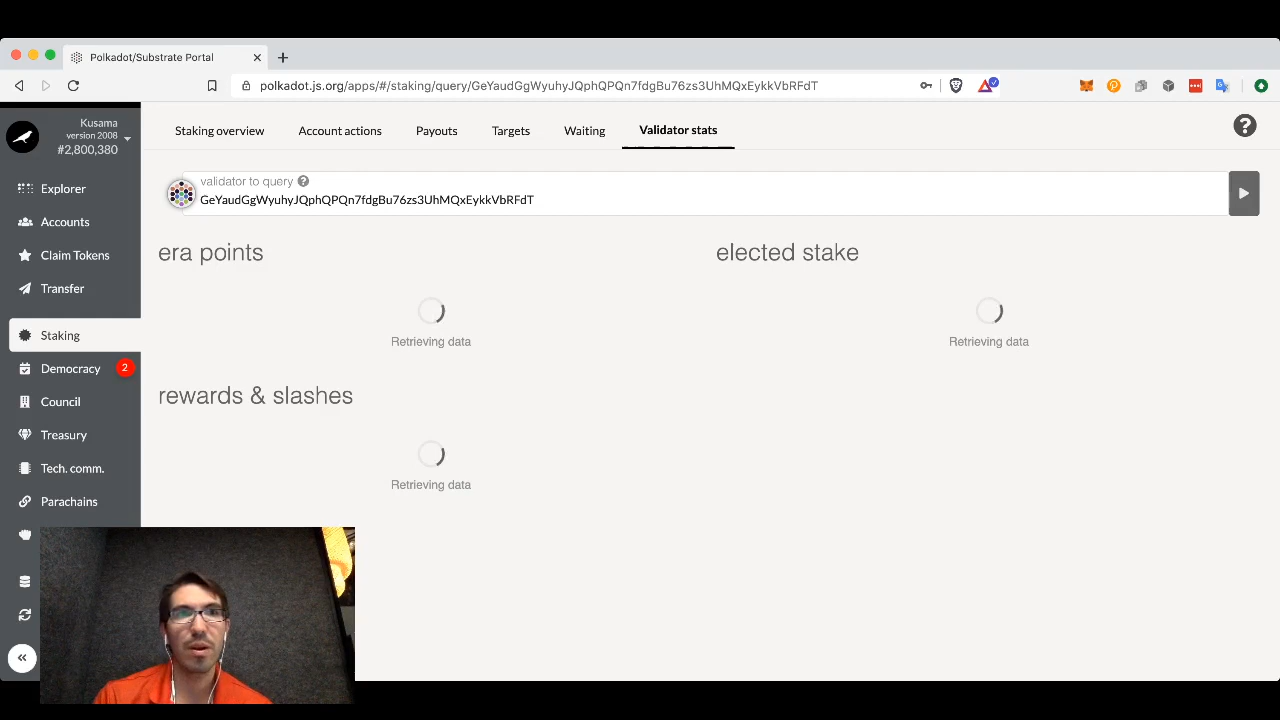 Polkadot/Substrate Portal
polkadot.js.org/apps/#/staking/query/GeYaudGgWyuhyJQphQPQn7fdgBu76zs3UhMQxEykkVbRFdT
Kusama
version 2008
#2,800,380
Staking overview
Account actions
Payouts
Targets
Waiting
Validator stats
?
validator to query ?
GeYaudGgWyuhyJQphQPQn7fdgBu76zs3UhMQxEykkVbRFdT
Explorer
Accounts
Claim Tokens
Transfer
Staking
Democracy 2
Council
Treasury
Tech. comm.
Parachains
era points
Retrieving data
elected stake
Retrieving data
rewards & slashes
Retrieving data